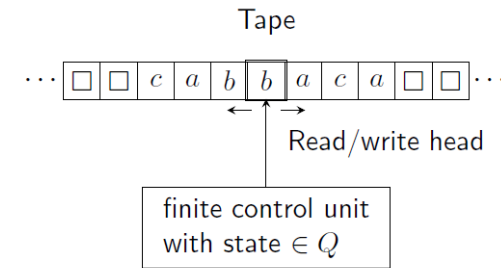 Tape
··· □ □ c a b b a c a □ □ ···
Read/write head
finite control unit
with state ∈ Q